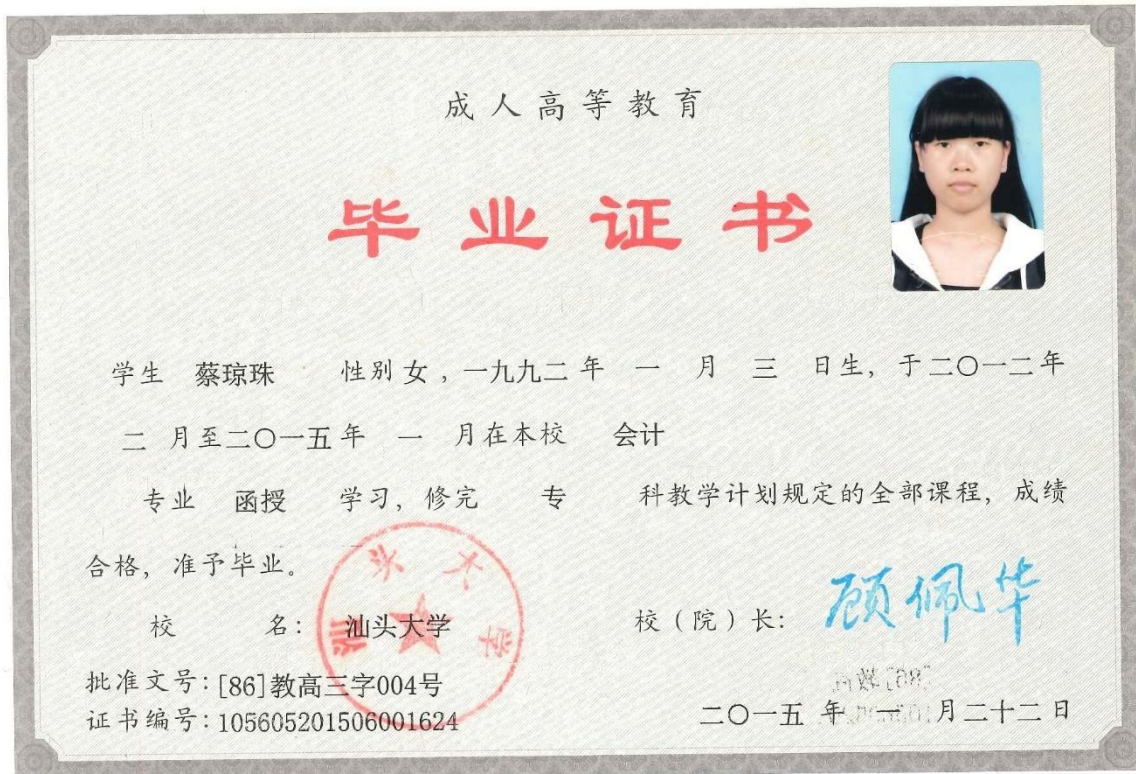 成人高等教育
毕业证书
学生 蔡琼珠 性别 女，一九九二 年 一 月 三 日生，于二〇一二年
二 月至二〇一五年 一 月在本校 会计
专业 函授 学习，修完 专 科教学计划规定的全部课程，成绩
合格，准予毕业。
校 名：汕头大学
校（院）长：顾佩华
汕头大学
批准文号：[86]教高三字004号
证书编号：105605201506001624
二〇一五 年 一 月二十二日